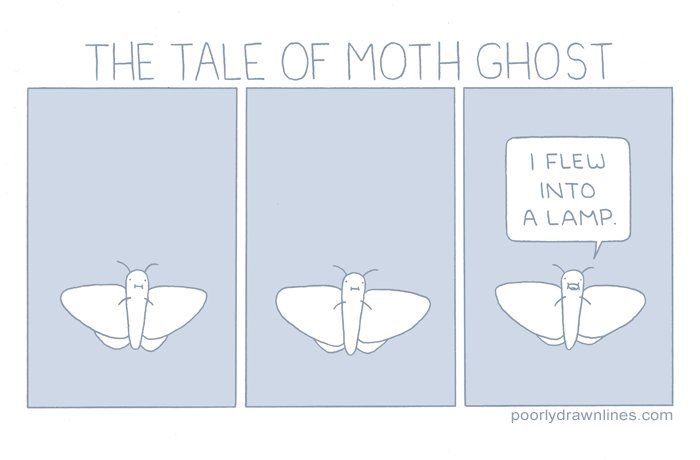 THE TALE OF MOTH GHOST
I FLEW
INTO
A LAMP.
poorlydrawnlines.com